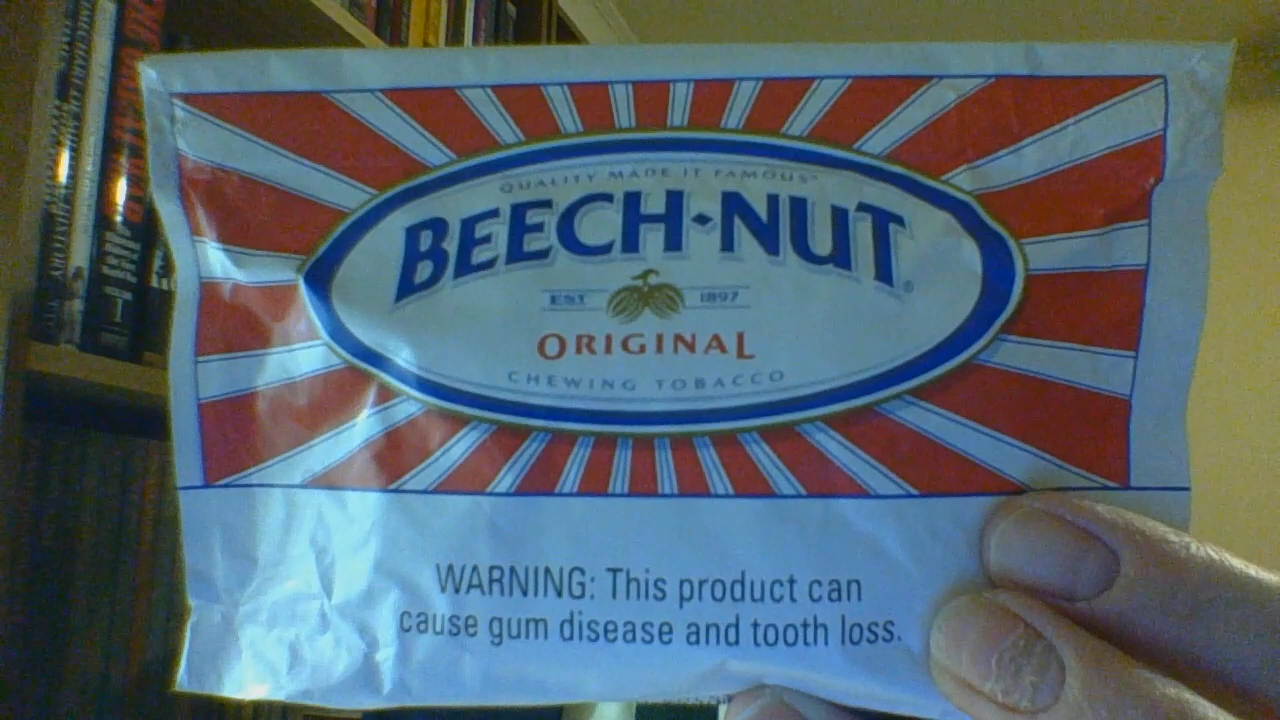 QUALITY MADE IT FAMOUS
BEECH·NUT®
EST 1897
ORIGINAL
CHEWING TOBACCO
WARNING: This product can
cause gum disease and tooth loss.